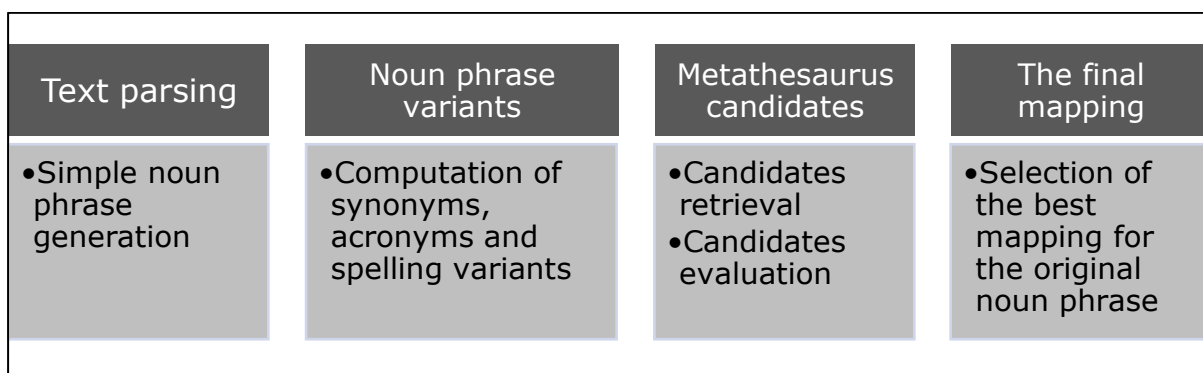 Text parsing
•Simple noun
phrase
generation
Noun phrase
variants
•Computation of
synonyms,
acronyms and
spelling variants
Metathesaurus
candidates
•Candidates
retrieval
•Candidates
evaluation
The final
mapping
•Selection of
the best
mapping for
the original
noun phrase